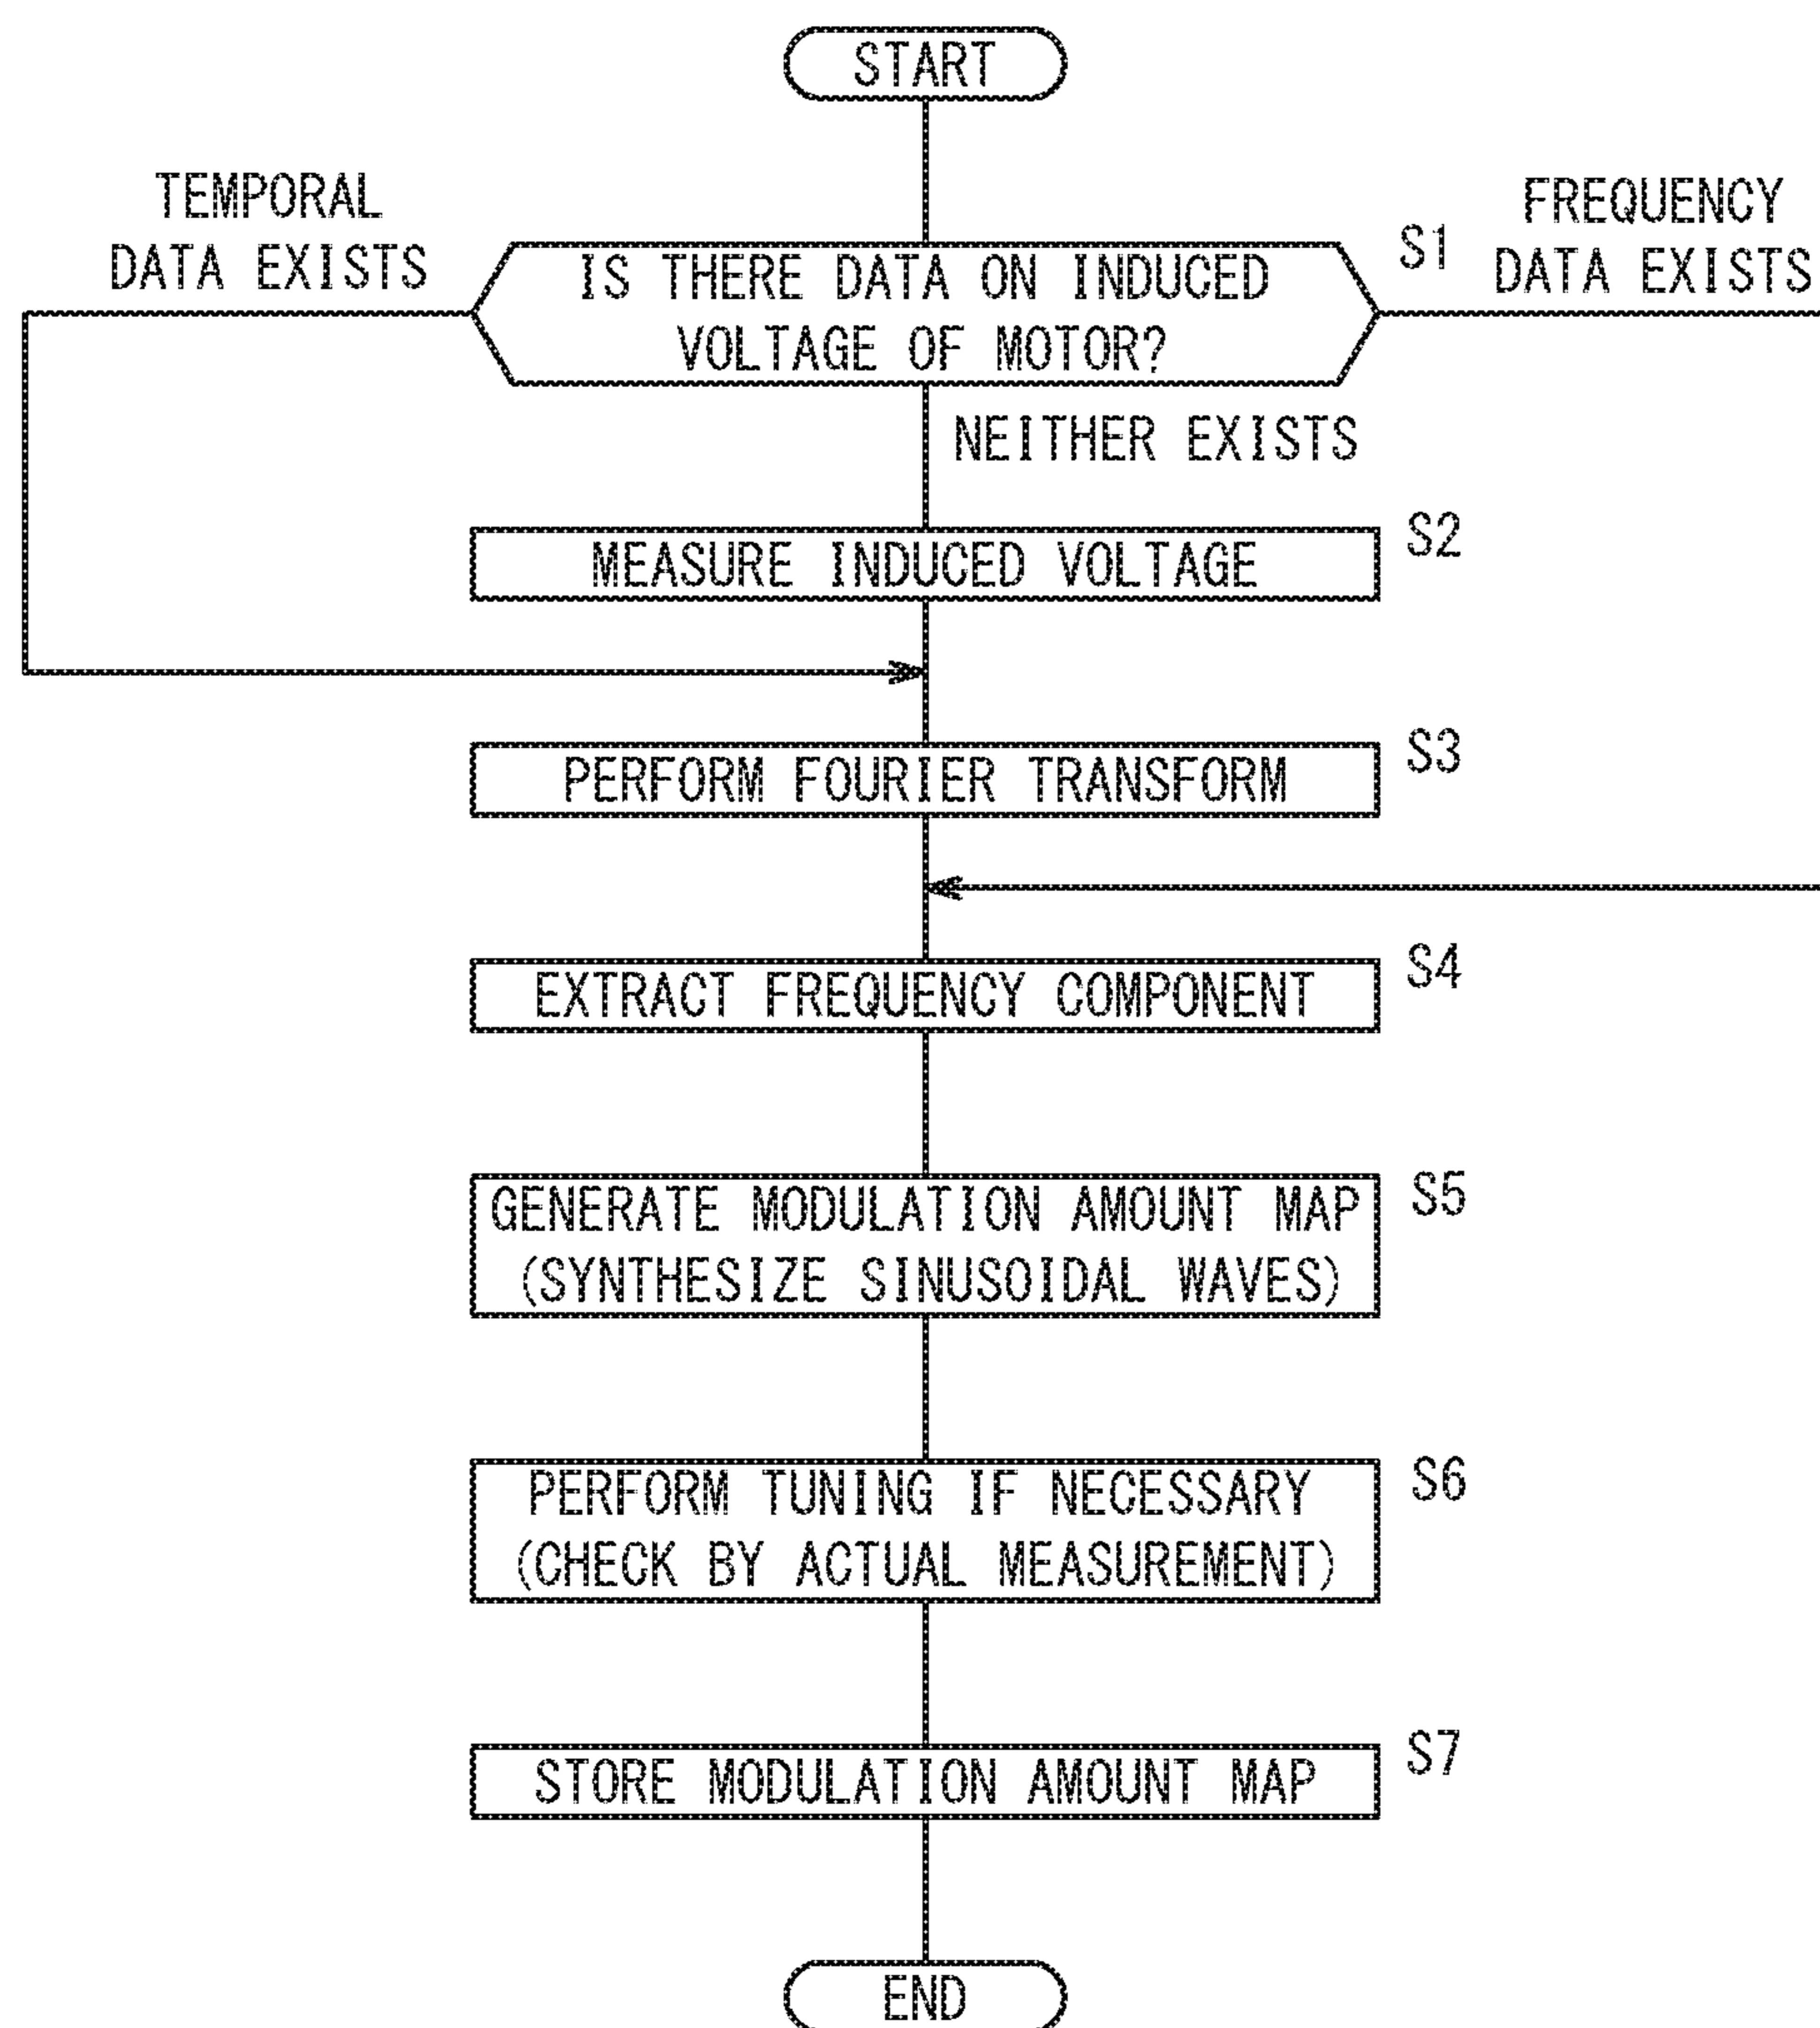 START
TEMPORAL
DATA EXISTS
IS THERE DATA ON INDUCED
VOLTAGE OF MOTOR?
S1
FREQUENCY
DATA EXISTS
NEITHER EXISTS
MEASURE INDUCED VOLTAGE
S2
PERFORM FOURIER TRANSFORM
S3
EXTRACT FREQUENCY COMPONENT
S4
GENERATE MODULATION AMOUNT MAP
(SYNTHESIZE SINUSOIDAL WAVES)
S5
PERFORM TUNING IF NECESSARY
(CHECK BY ACTUAL MEASUREMENT)
S6
STORE MODULATION AMOUNT MAP
S7
END